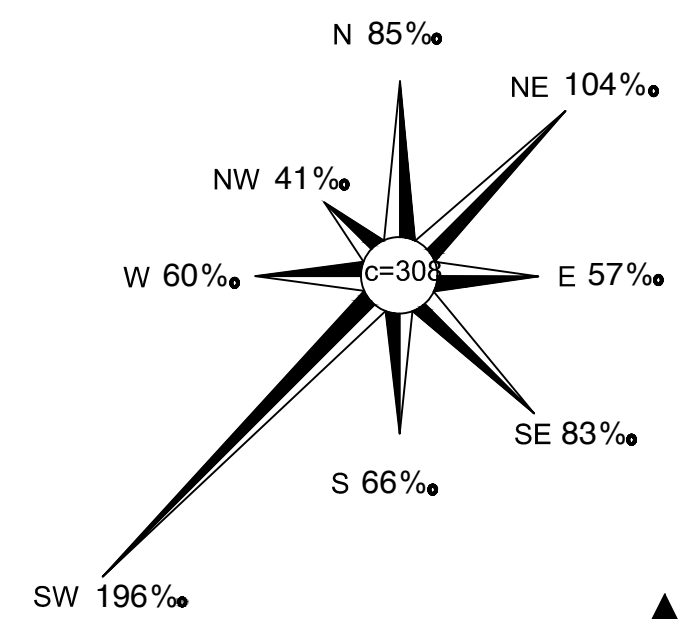 N 85‰
NE 104‰
NW 41‰
W 60‰
c=308
E 57‰
SE 83‰
S 66‰
SW 196‰